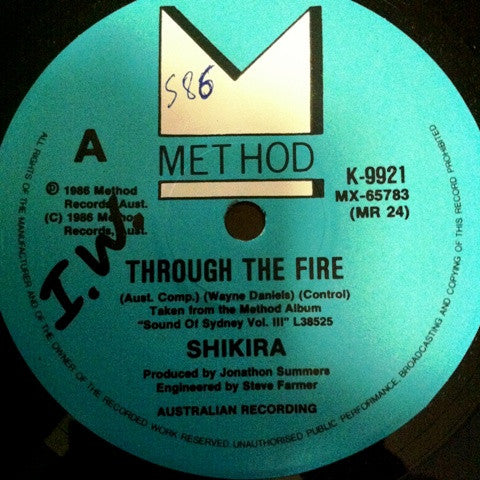 S86
METHOD
A
K-9921
MX-65783
(MR 24)
℗ 1986 Method
Records, Aust.
(C) 1986 Method
Records, Aust.
I.W.
THROUGH THE FIRE
(Aust. Comp.) (Wayne Daniels) (Control)
Taken from the Method Album
"Sound Of Sydney Vol. III" L38525
SHIKIRA
Produced by Jonathon Summers
Engineered by Steve Farmer
AUSTRALIAN RECORDING
ALL RIGHTS OF THE MANUFACTURER AND OF THE OWNER OF THE RECORDED WORK RESERVED. UNAUTHORISED PUBLIC PERFORMANCE, BROADCASTING AND COPYING OF THIS RECORD PROHIBITED